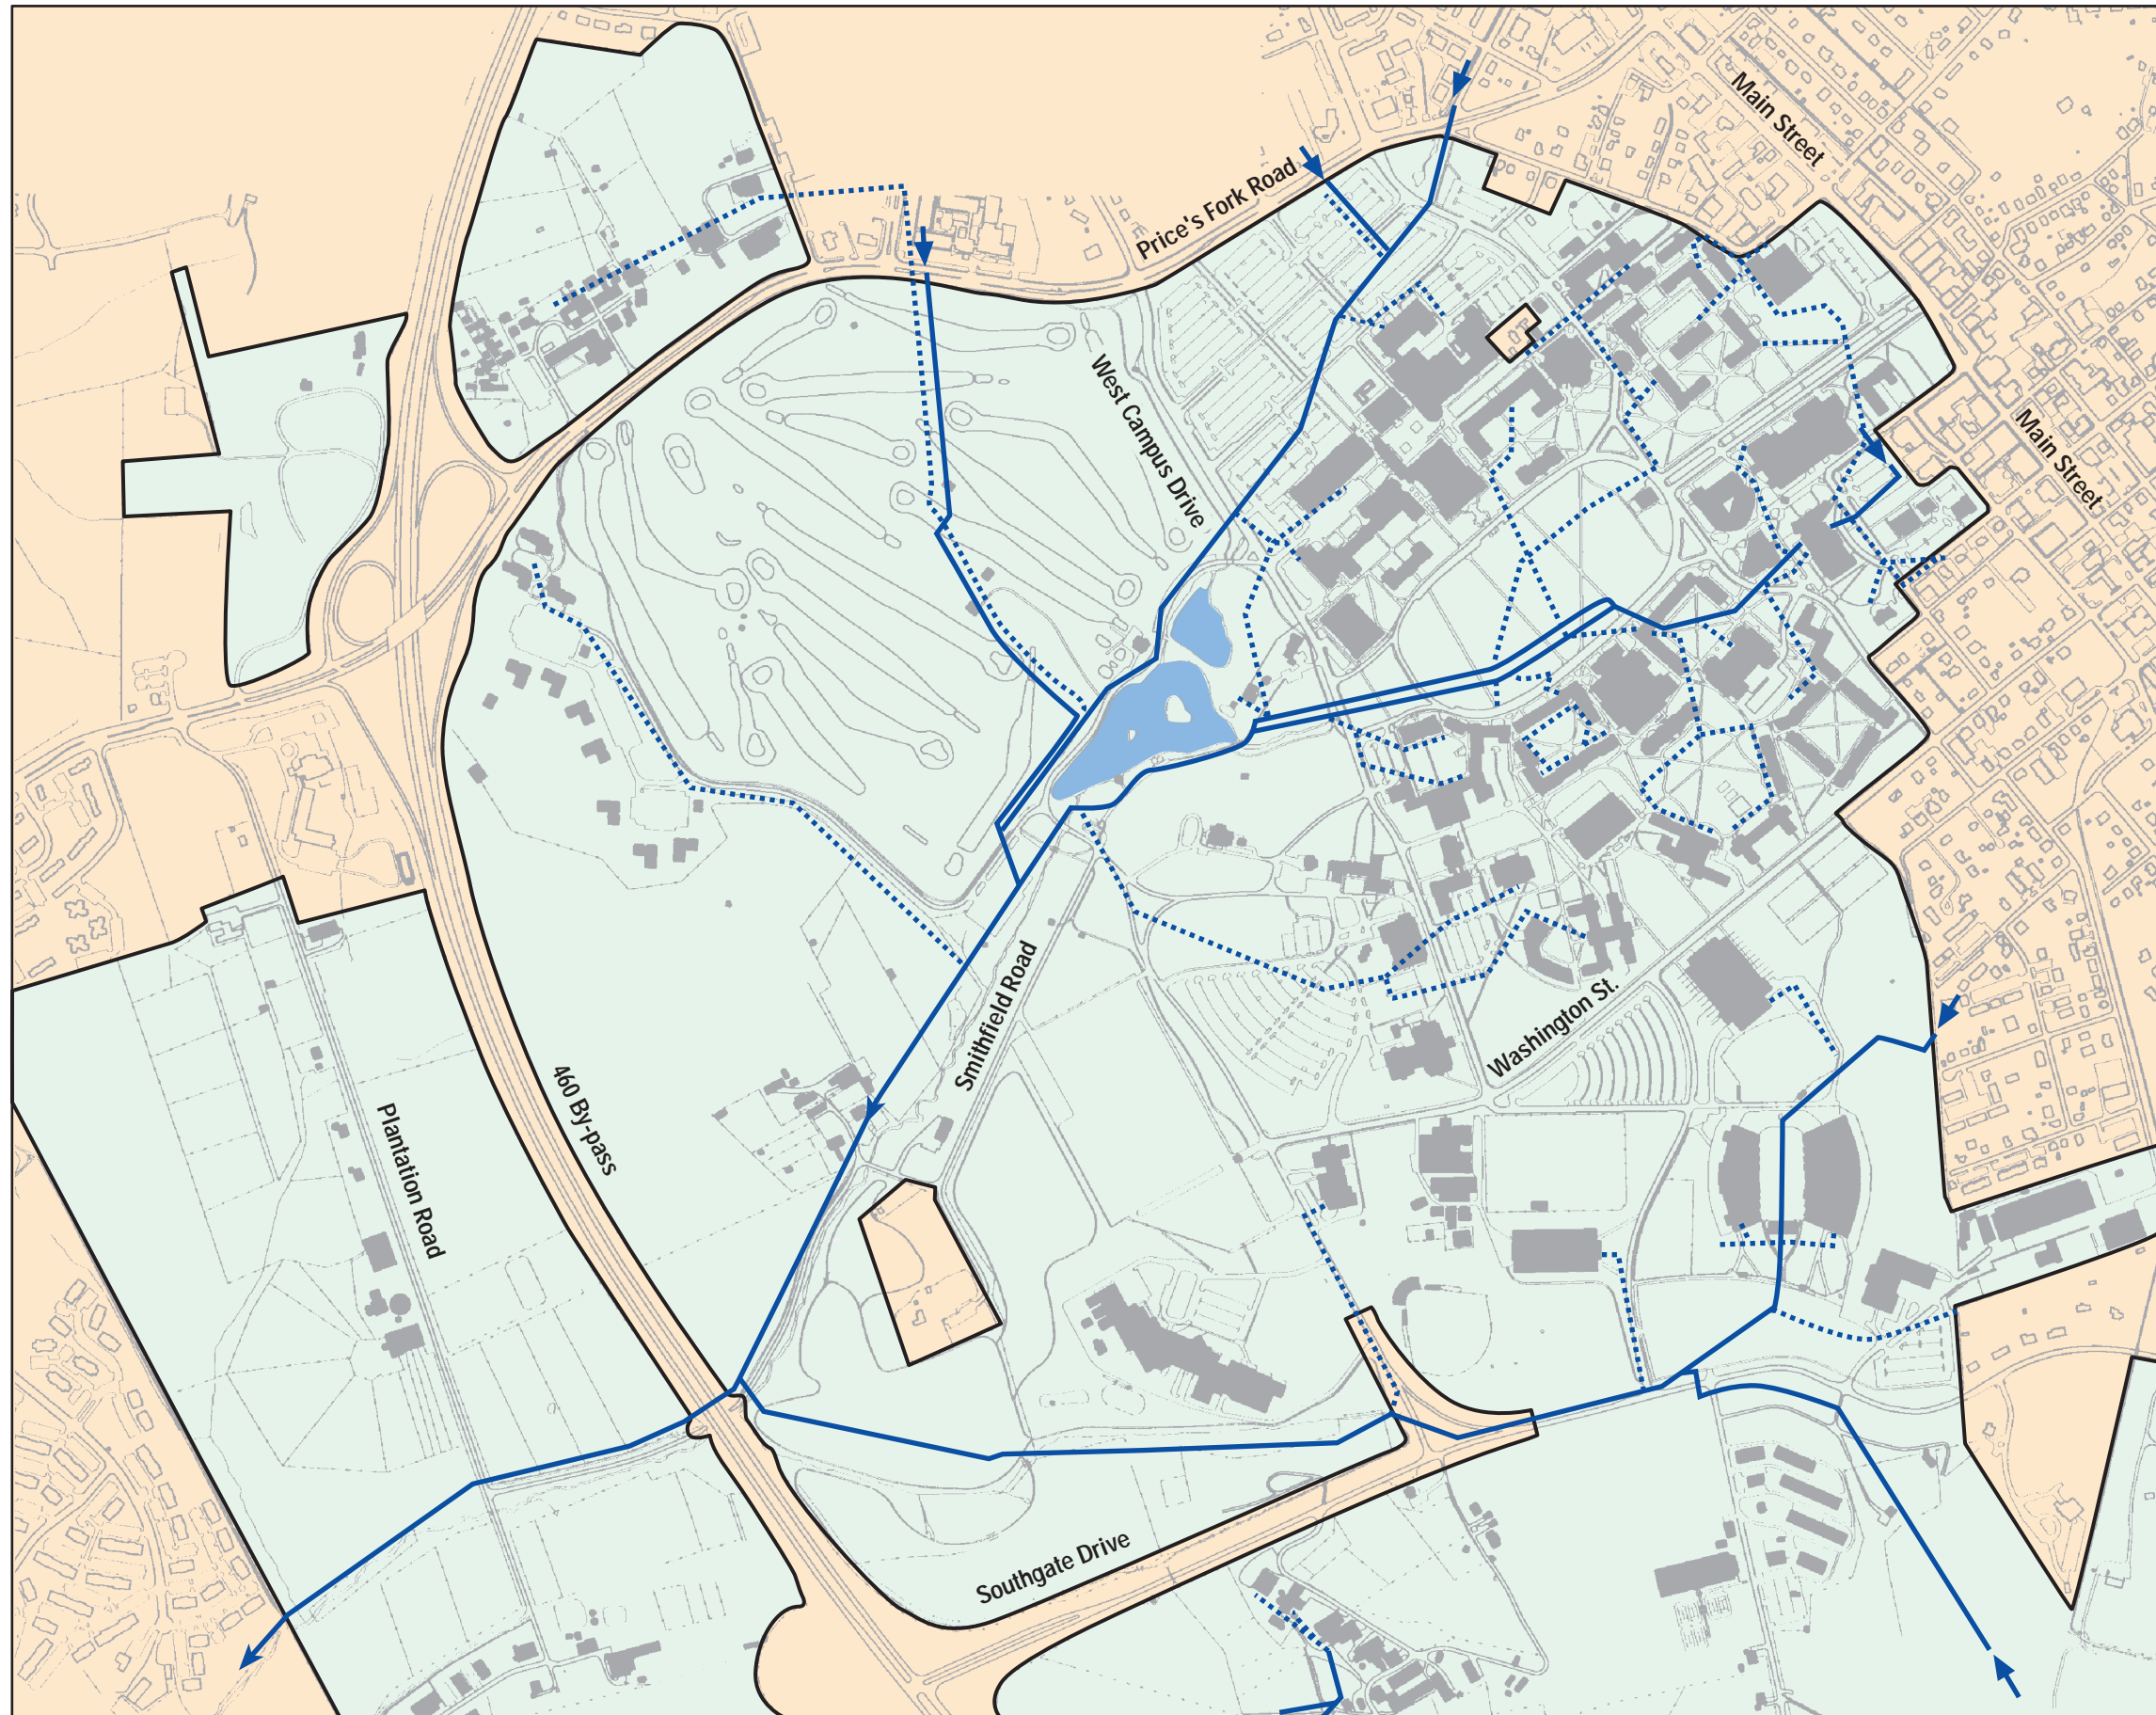 Main Street
Price's Fork Road
West Campus Drive
Main Street
Smithfield Road
Washington St.
460 By-pass
Plantation Road
Southgate Drive